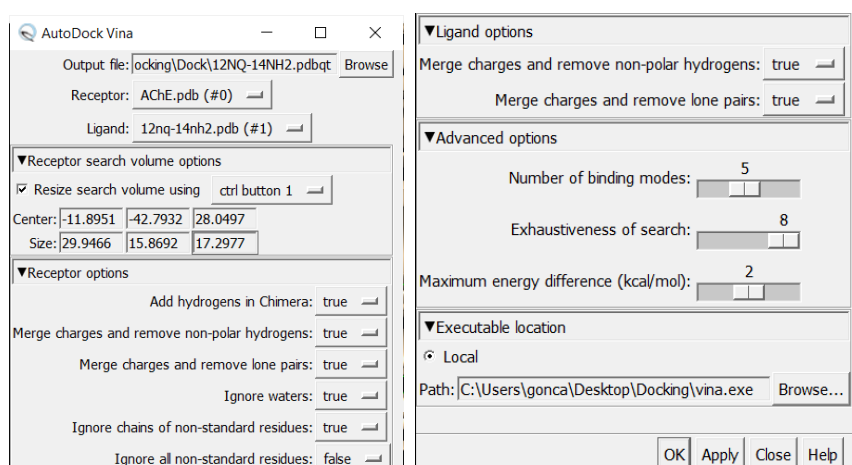 AutoDock Vina
Output file: ocking\Dock\12NQ-14NH2.pdbqt Browse
Receptor: AChE.pdb (#0)
Ligand: 12nq-14nh2.pdb (#1)
▼Receptor search volume options
Resize search volume using ctrl button 1
Center: -11.8951 -42.7932 28.0497
Size: 29.9466 15.8692 17.2977
▼Receptor options
Add hydrogens in Chimera: true
Merge charges and remove non-polar hydrogens: true
Merge charges and remove lone pairs: true
Ignore waters: true
Ignore chains of non-standard residues: true
Ignore all non-standard residues: false
▼Ligand options
Merge charges and remove non-polar hydrogens: true
Merge charges and remove lone pairs: true
▼Advanced options
Number of binding modes: 5
Exhaustiveness of search: 8
Maximum energy difference (kcal/mol): 2
▼Executable location
Local
Path: C:\Users\gonca\Desktop\Docking\vina.exe Browse...
OK Apply Close Help